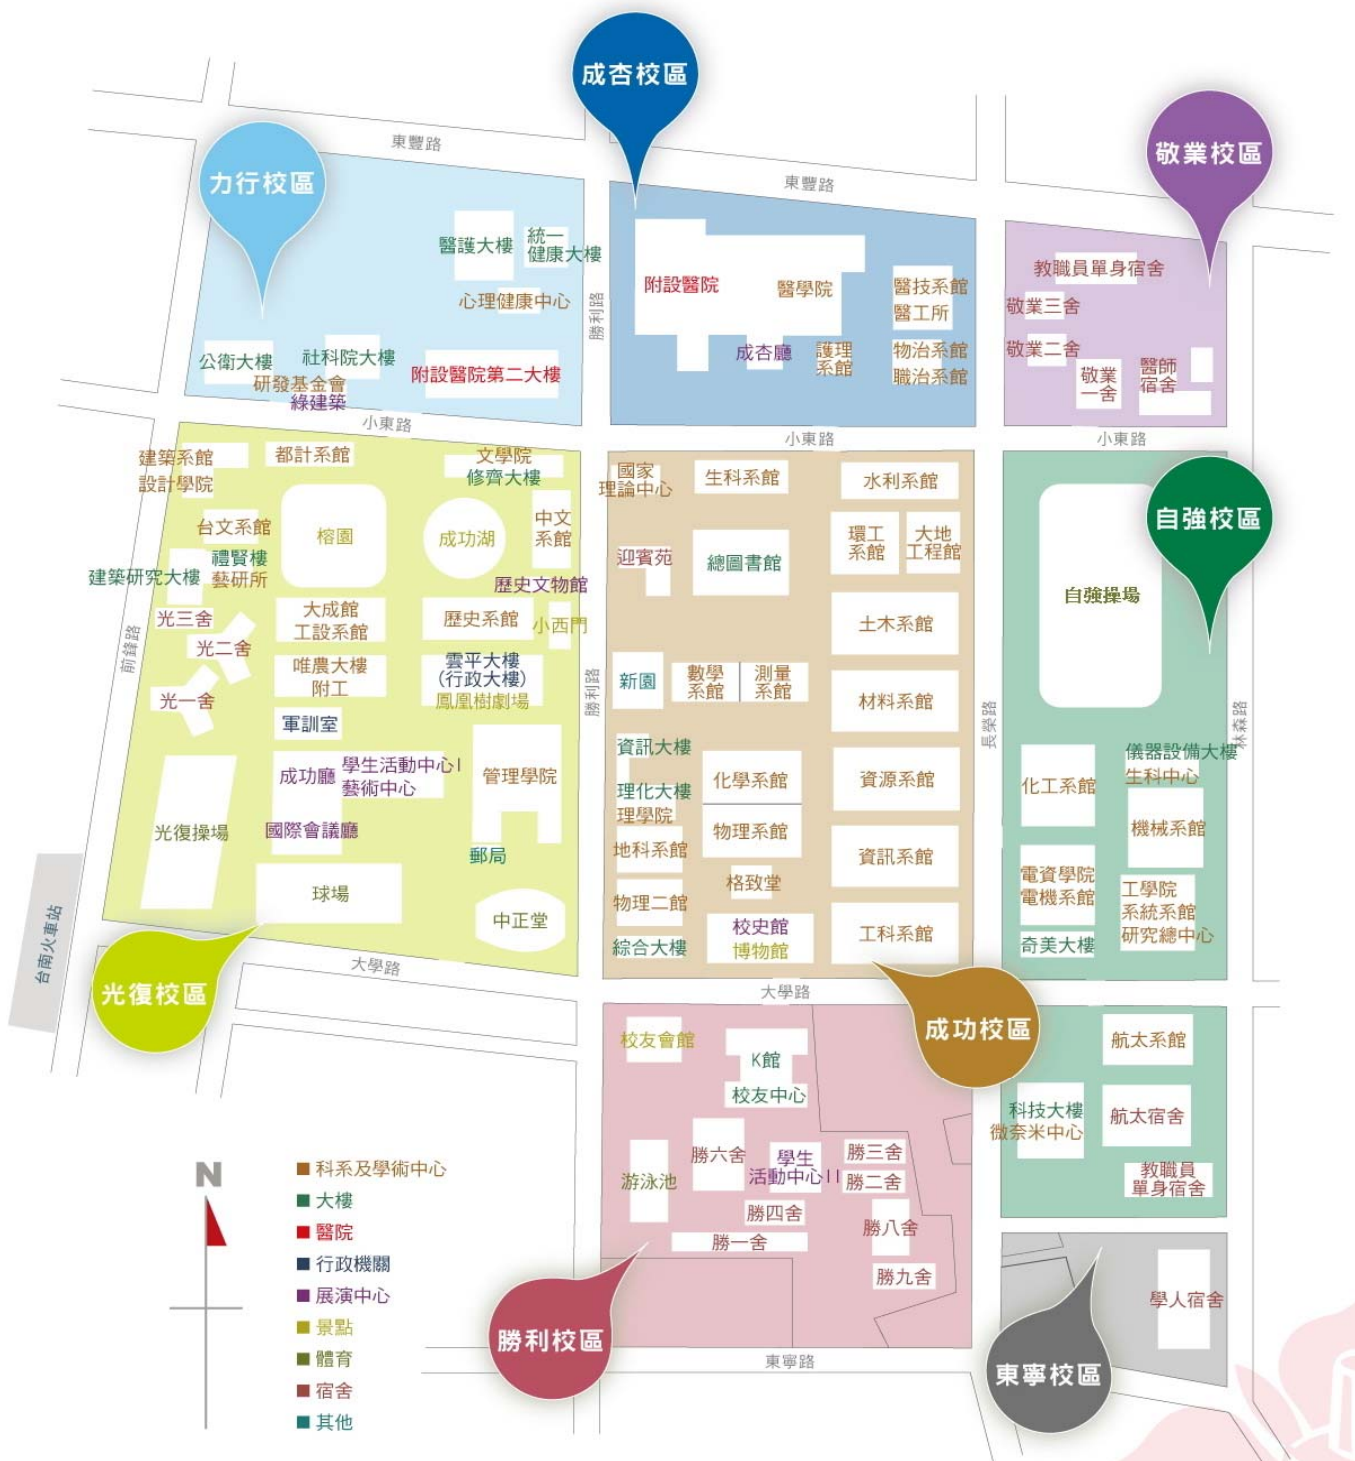 成杏校區
敬業校區
力行校區
東豐路
東豐路
醫護大樓
統一
健康大樓
心理健康中心
公衛大樓
社科院大樓
研發基金會
綠建築
附設醫院第二大樓
勝利路
附設醫院
醫學院
醫技系館
醫工所
成杏廳
護理
系館
物治系館
職治系館
教職員單身宿舍
敬業三舍
敬業二舍
敬業
一舍
醫師
宿舍
小東路
小東路
小東路
建築系館
設計學院
都計系館
文學院
修齊大樓
台文系館
榕園
成功湖
中文
系館
禮賢樓
藝研所
建築研究大樓
歷史文物館
光三舍
大成館
工設系館
歷史系館
小西門
光二舍
唯農大樓
附工
雲平大樓
(行政大樓)
鳳凰樹劇場
光一舍
軍訓室
成功廳
學生活動中心I
藝術中心
管理學院
光復操場
國際會議廳
郵局
球場
中正堂
前鋒路
台南火車站
光復校區
大學路
勝利路
國家
理論中心
生科系館
水利系館
迎賓苑
總圖書館
環工
系館
大地
工程館
土木系館
新園
數學
系館
測量
系館
材料系館
資訊大樓
化學系館
資源系館
理化大樓
理學院
物理系館
地科系館
資訊系館
格致堂
物理二館
校史館
博物館
工科系館
綜合大樓
大學路
成功校區
長榮路
自強校區
自強操場
林森路
儀器設備大樓
生科中心
化工系館
機械系館
電資學院
電機系館
工學院
系統系館
研究總中心
奇美大樓
航太系館
科技大樓
微奈米中心
航太宿舍
教職員
單身宿舍
校友會館
K館
校友中心
勝六舍
學生
活動中心II
勝三舍
勝二舍
游泳池
勝四舍
勝八舍
勝一舍
勝九舍
勝利校區
東寧路
東寧校區
學人宿舍
N
科系及學術中心
大樓
醫院
行政機關
展演中心
景點
體育
宿舍
其他